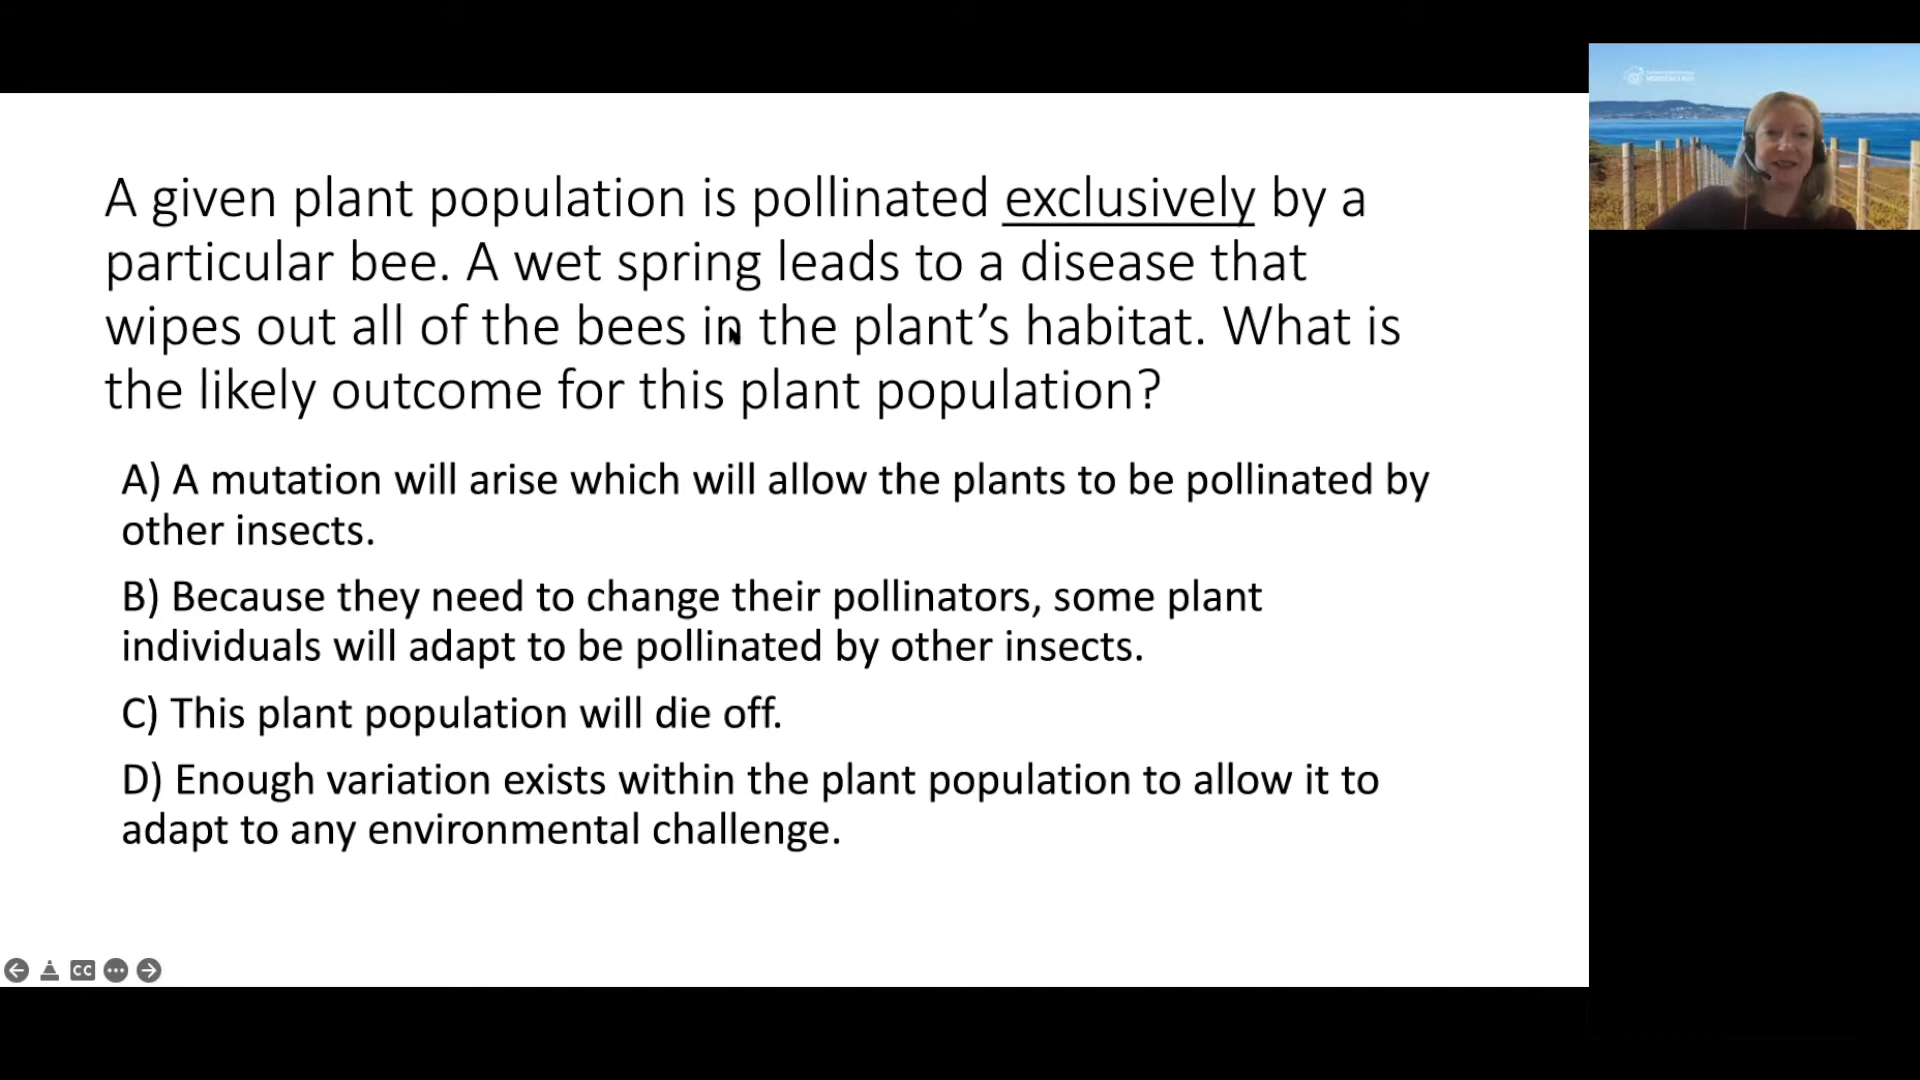 A given plant population is pollinated exclusively by a
particular bee. A wet spring leads to a disease that
wipes out all of the bees in the plant’s habitat. What is
the likely outcome for this plant population?
A) A mutation will arise which will allow the plants to be pollinated by
other insects.
B) Because they need to change their pollinators, some plant
individuals will adapt to be pollinated by other insects.
C) This plant population will die off.
D) Enough variation exists within the plant population to allow it to
adapt to any environmental challenge.
CC